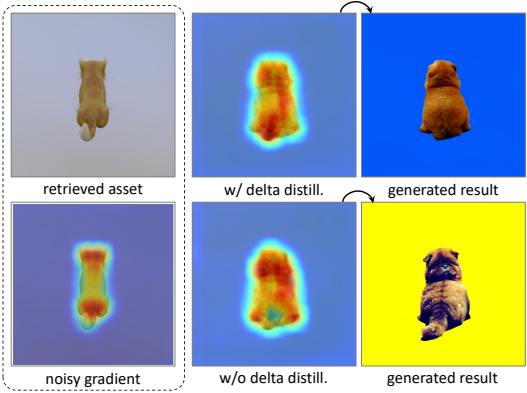 retrieved asset
w/ delta distill.
generated result
noisy gradient
w/o delta distill.
generated result